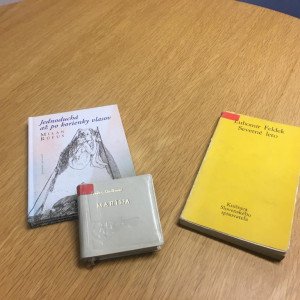 Jednoduchá
až po korienky vlasov
MILAN
RÚFUS
MARÍNA
Ľubomír Feldek
Severné leto
Knižnica
Slovenského
spisovateľa